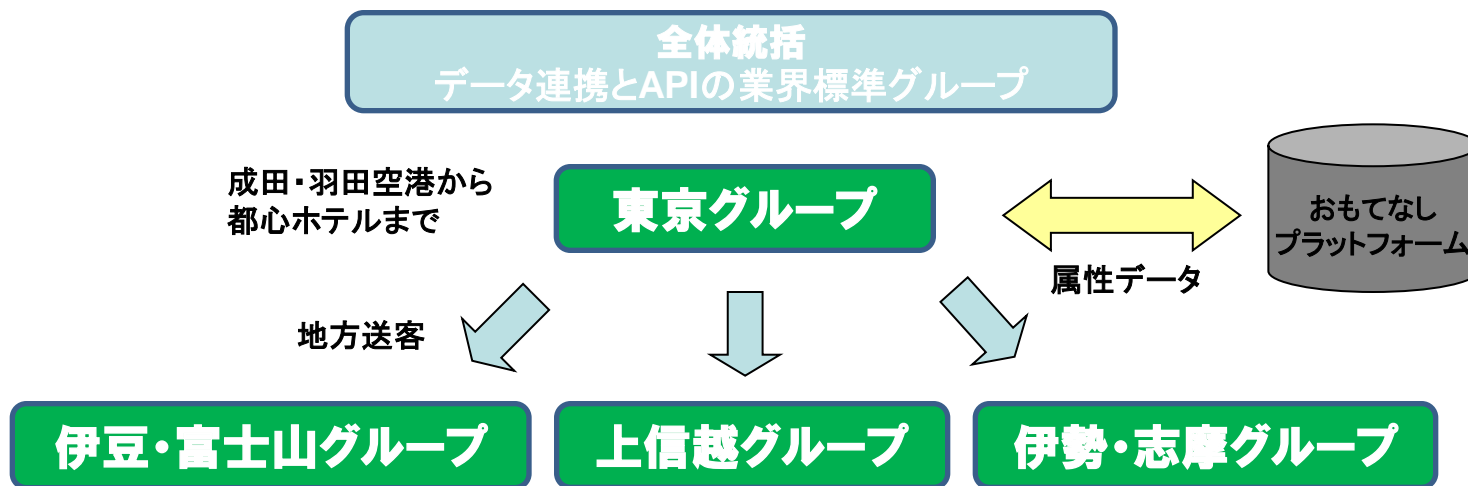 全体統括
データ連携とAPIの業界標準グループ
成田・羽田空港から
都心ホテルまで
東京グループ
おもてなし
プラットフォーム
属性データ
地方送客
伊豆・富士山グループ
上信越グループ
伊勢・志摩グループ